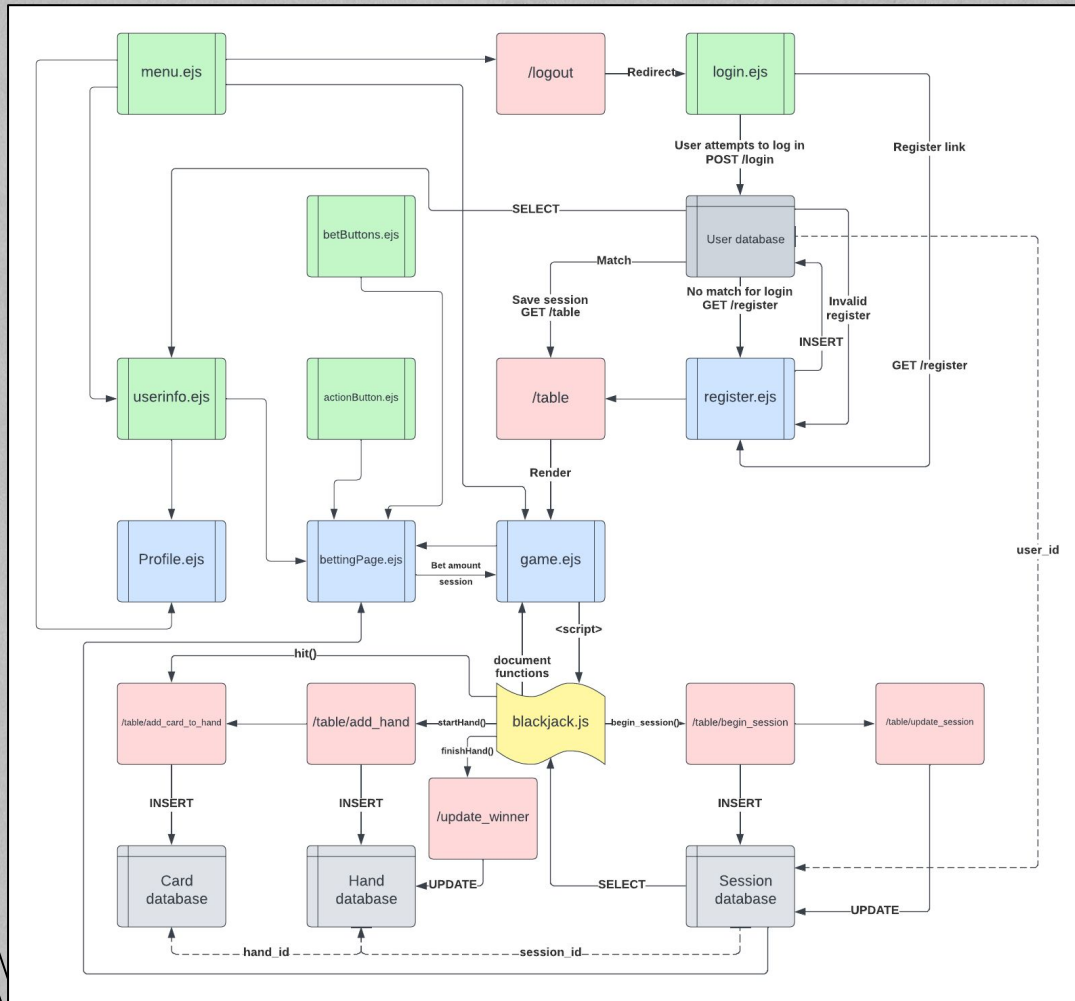 menu.ejs
/logout
Redirect
login.ejs
User attempts to log in
POST /login
Register link
betButtons.ejs
SELECT
User database
Match
Save session
GET /table
No match for login
GET /register
Invalid
register
INSERT
GET /register
userinfo.ejs
actionButton.ejs
/table
register.ejs
Render
Profile.ejs
bettingPage.ejs
Bet amount
session
game.ejs
user_id
<script>
hit()
document
functions
/table/add_card_to_hand
/table/add_hand
startHand()
blackjack.js
begin_session()
/table/begin_session
/table/update_session
finishHand()
INSERT
INSERT
/update_winner
INSERT
Card
database
Hand
database
UPDATE
SELECT
Session
database
UPDATE
hand_id
session_id